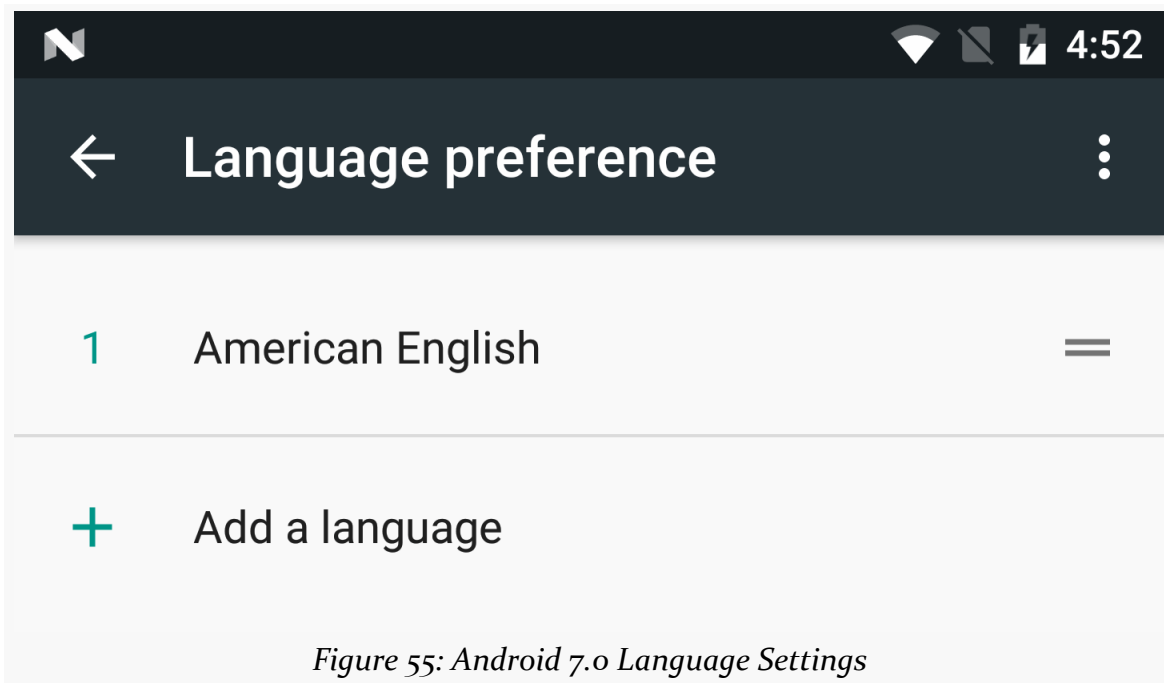 4:52
Language preference
1 American English
Add a language
Figure 55: Android 7.0 Language Settings